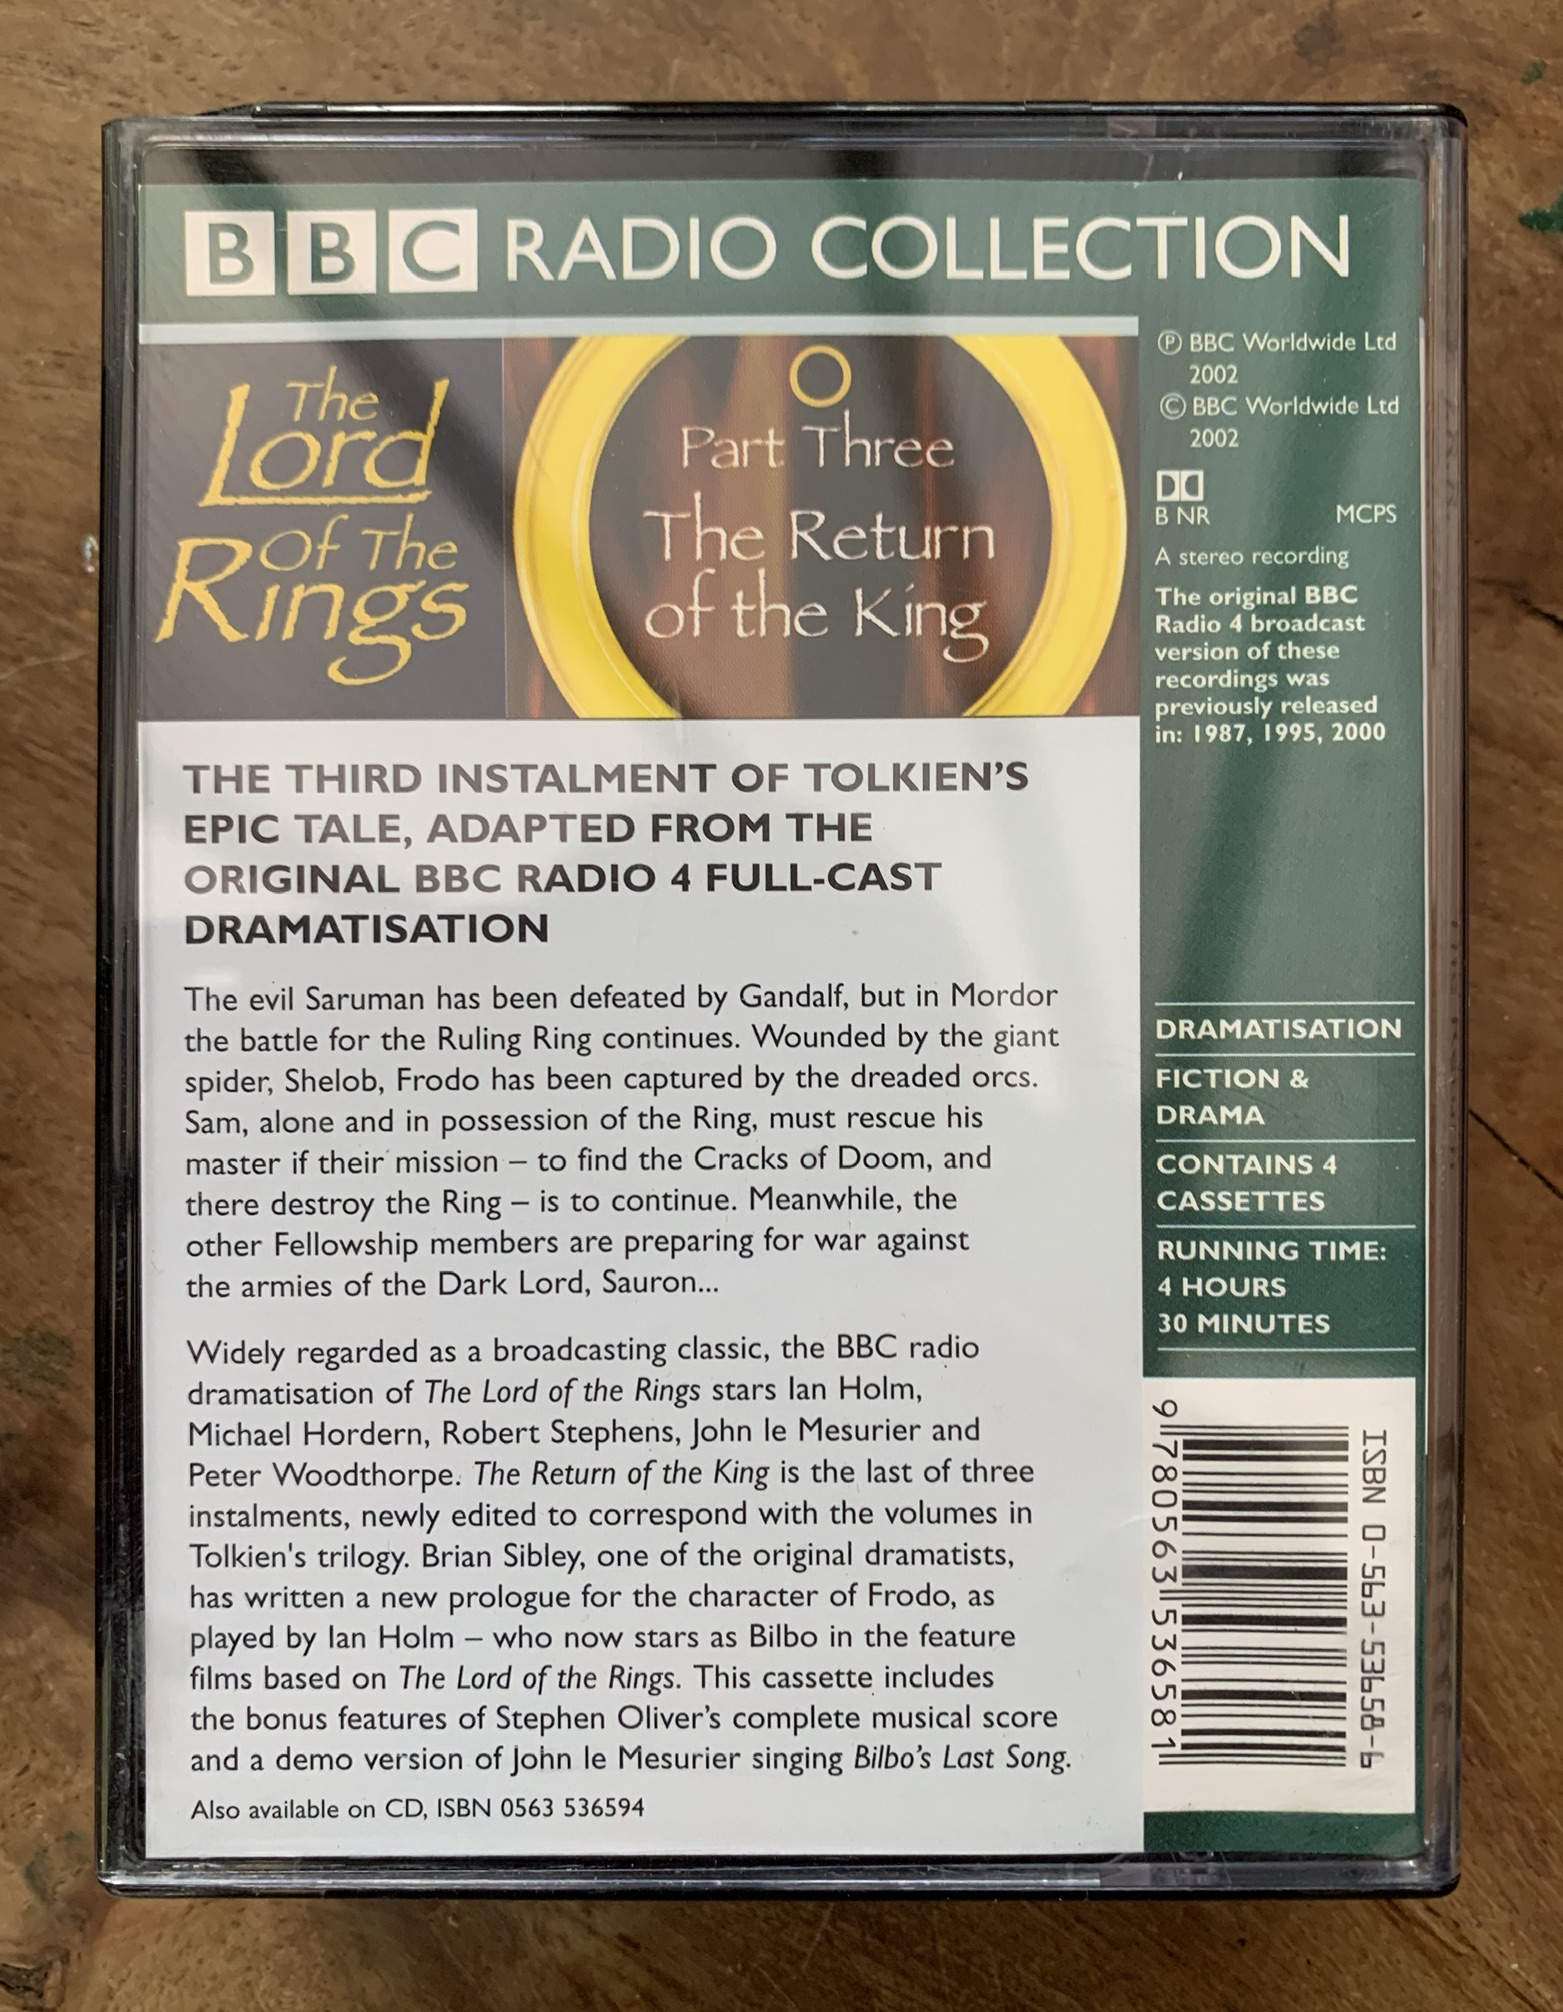 BBC RADIO COLLECTION
The
Lord
of The
Rings
Part Three
The Return
of the King
THE THIRD INSTALMENT OF TOLKIEN'S
EPIC TALE, ADAPTED FROM THE
ORIGINAL BBC RADIO 4 FULL-CAST
DRAMATISATION
The evil Saruman has been defeated by Gandalf, but in Mordor
the battle for the Ruling Ring continues. Wounded by the giant
spider, Shelob, Frodo has been captured by the dreaded orcs.
Sam, alone and in possession of the Ring, must rescue his
master if their mission – to find the Cracks of Doom, and
there destroy the Ring – is to continue. Meanwhile, the
other Fellowship members are preparing for war against
the armies of the Dark Lord, Sauron...
Widely regarded as a broadcasting classic, the BBC radio
dramatisation of The Lord of the Rings stars Ian Holm,
Michael Hordern, Robert Stephens, John le Mesurier and
Peter Woodthorpe. The Return of the King is the last of three
instalments, newly edited to correspond with the volumes in
Tolkien's trilogy. Brian Sibley, one of the original dramatists,
has written a new prologue for the character of Frodo, as
played by Ian Holm – who now stars as Bilbo in the feature
films based on The Lord of the Rings. This cassette includes
the bonus features of Stephen Oliver's complete musical score
and a demo version of John le Mesurier singing Bilbo's Last Song.
Also available on CD, ISBN 0563 536594
℗ BBC Worldwide Ltd
2002
© BBC Worldwide Ltd
2002
B NR MCPS
A stereo recording
The original BBC
Radio 4 broadcast
version of these
recordings was
previously released
in: 1987, 1995, 2000
DRAMATISATION
FICTION &
DRAMA
CONTAINS 4
CASSETTES
RUNNING TIME:
4 HOURS
30 MINUTES
ISBN 0-563-53658-6
9 780563 536581